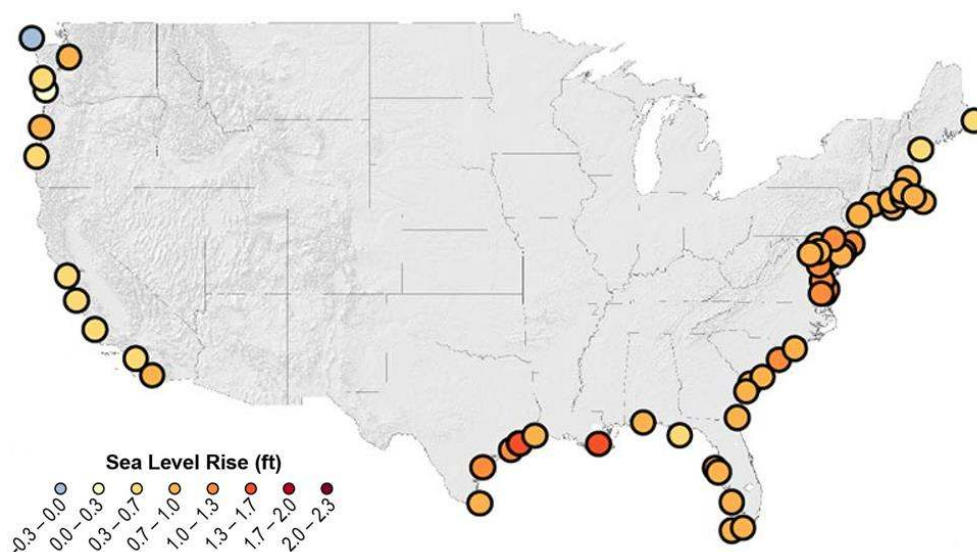 Sea Level Rise (ft)
-0.3 – 0.0
0.0 – 0.3
0.3 – 0.7
0.7 – 1.0
1.0 – 1.3
1.3 – 1.7
1.7 – 2.0
2.0 – 2.3